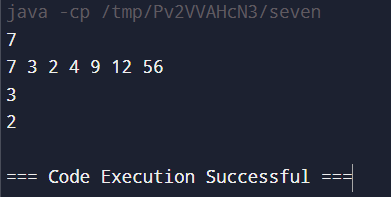 java -cp /tmp/Pv2VVAHcN3/seven
7
7 3 2 4 9 12 56
3
2
=== Code Execution Successful ===